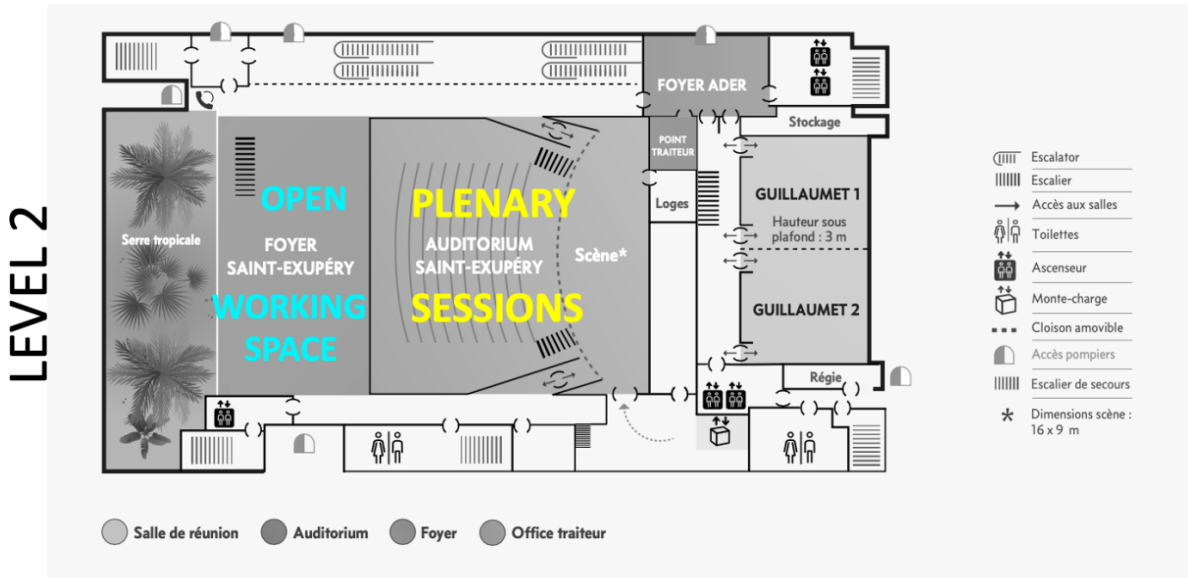 LEVEL 2
FOYER ADER
Stockage
POINT
TRAITEUR
OPEN
PLENARY
GUILLAUMET 1
Loges
Hauteur sous
plafond : 3 m
Serre tropicale
FOYER
SAINT-EXUPÉRY
AUDITORIUM
SAINT-EXUPÉRY
Scène*
WORKING
SPACE
SESSIONS
GUILLAUMET 2
Régie
Escalator
Escalier
Accès aux salles
Toilettes
Ascenseur
Monte-charge
Cloison amovible
Accès pompiers
Escalier de secours
* Dimensions scène :
16 x 9 m
Salle de réunion
Auditorium
Foyer
Office traiteur